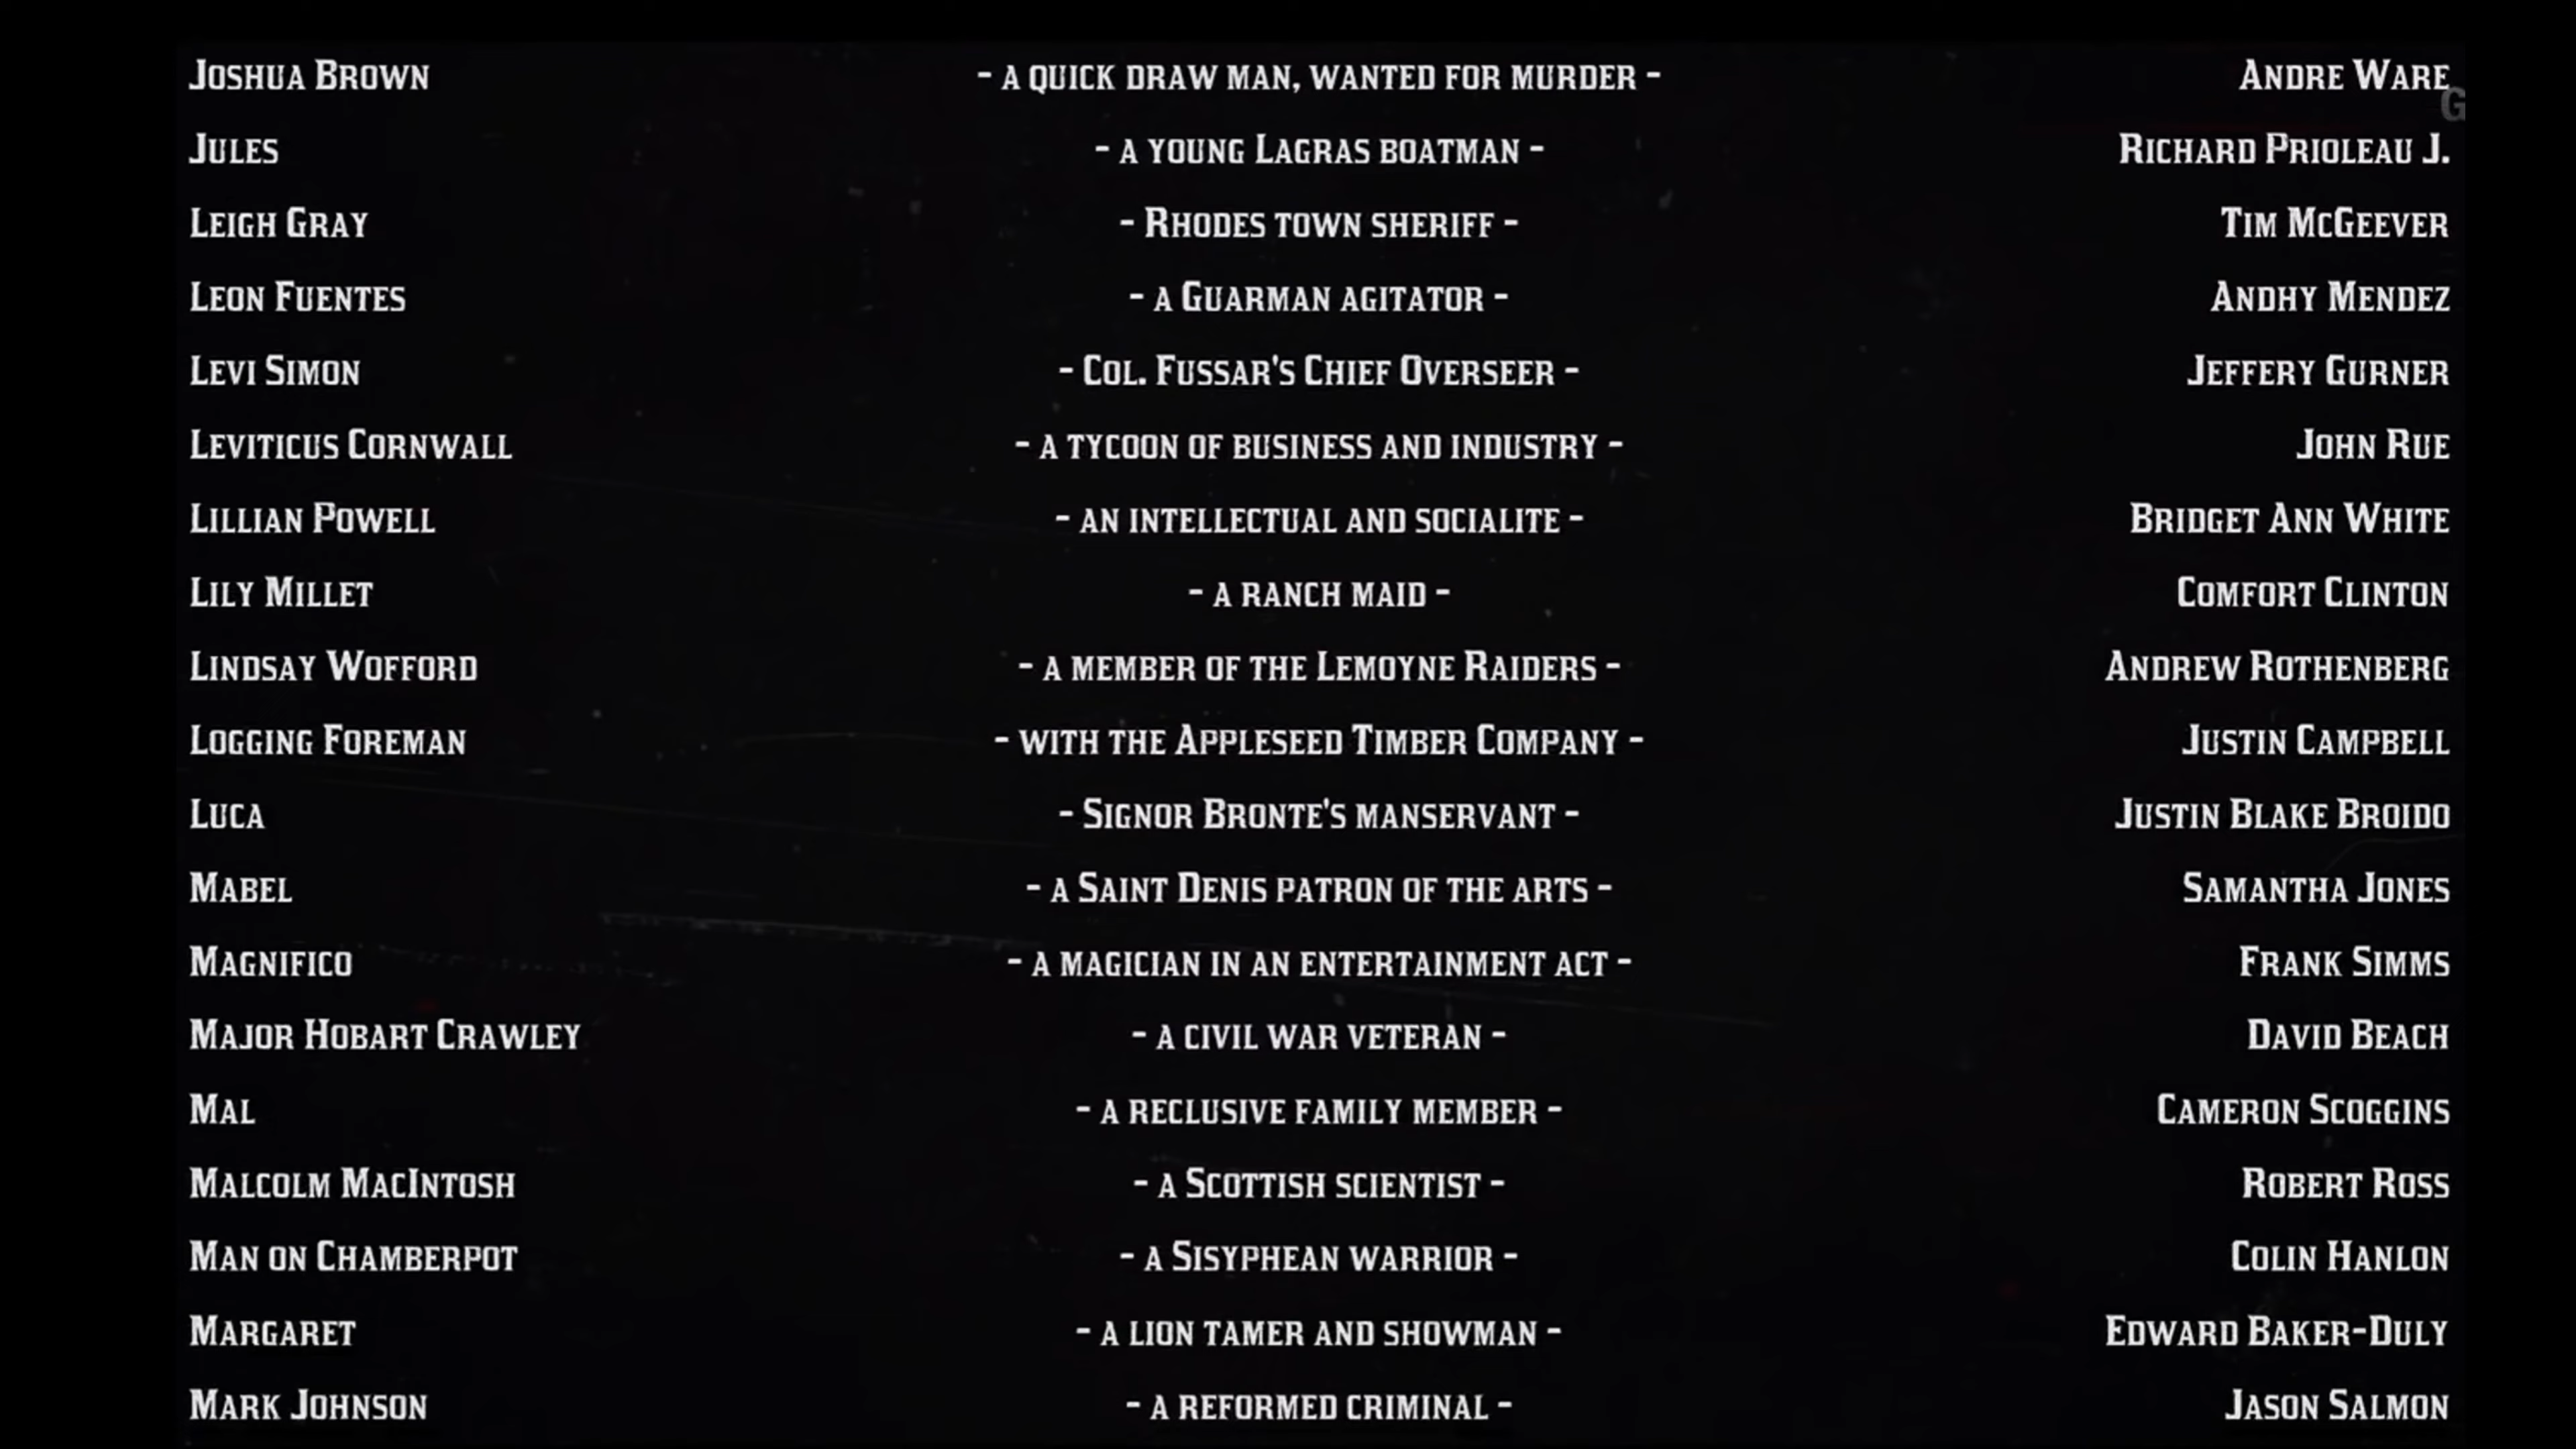 Joshua Brown - a quick draw man, wanted for murder - Andre Ware
G
Jules - a young Lagras boatman - Richard Prioleau J.
Leigh Gray - Rhodes town sheriff - Tim McGeever
Leon Fuentes - a Guarman agitator - Andhy Mendez
Levi Simon - Col. Fussar's Chief Overseer - Jeffery Gurner
Leviticus Cornwall - a tycoon of business and industry - John Rue
Lillian Powell - an intellectual and socialite - Bridget Ann White
Lily Millet - a ranch maid - Comfort Clinton
Lindsay Wofford - a member of the Lemoyne Raiders - Andrew Rothenberg
Logging Foreman - with the Appleseed Timber Company - Justin Campbell
Luca - Signor Bronte's manservant - Justin Blake Broido
Mabel - a Saint Denis patron of the arts - Samantha Jones
Magnifico - a magician in an entertainment act - Frank Simms
Major Hobart Crawley - a civil war veteran - David Beach
Mal - a reclusive family member - Cameron Scoggins
Malcolm MacIntosh - a Scottish scientist - Robert Ross
Man on Chamberpot - a Sisyphean warrior - Colin Hanlon
Margaret - a lion tamer and showman - Edward Baker-Duly
Mark Johnson - a reformed criminal - Jason Salmon